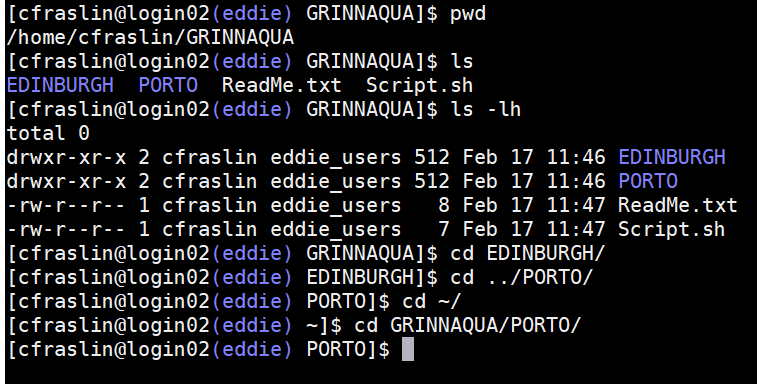 [cfraslin@login02(eddie) GRINNAQUA]$ pwd
/home/cfraslin/GRINNAQUA
[cfraslin@login02(eddie) GRINNAQUA]$ ls
EDINBURGH  PORTO  ReadMe.txt  Script.sh
[cfraslin@login02(eddie) GRINNAQUA]$ ls -lh
total 0
drwxr-xr-x 2 cfraslin eddie_users 512 Feb 17 11:46 EDINBURGH
drwxr-xr-x 2 cfraslin eddie_users 512 Feb 17 11:46 PORTO
-rw-r--r-- 1 cfraslin eddie_users   8 Feb 17 11:47 ReadMe.txt
-rw-r--r-- 1 cfraslin eddie_users   7 Feb 17 11:47 Script.sh
[cfraslin@login02(eddie) GRINNAQUA]$ cd EDINBURGH/
[cfraslin@login02(eddie) EDINBURGH]$ cd ../PORTO/
[cfraslin@login02(eddie) PORTO]$ cd ~/
[cfraslin@login02(eddie) ~]$ cd GRINNAQUA/PORTO/
[cfraslin@login02(eddie) PORTO]$